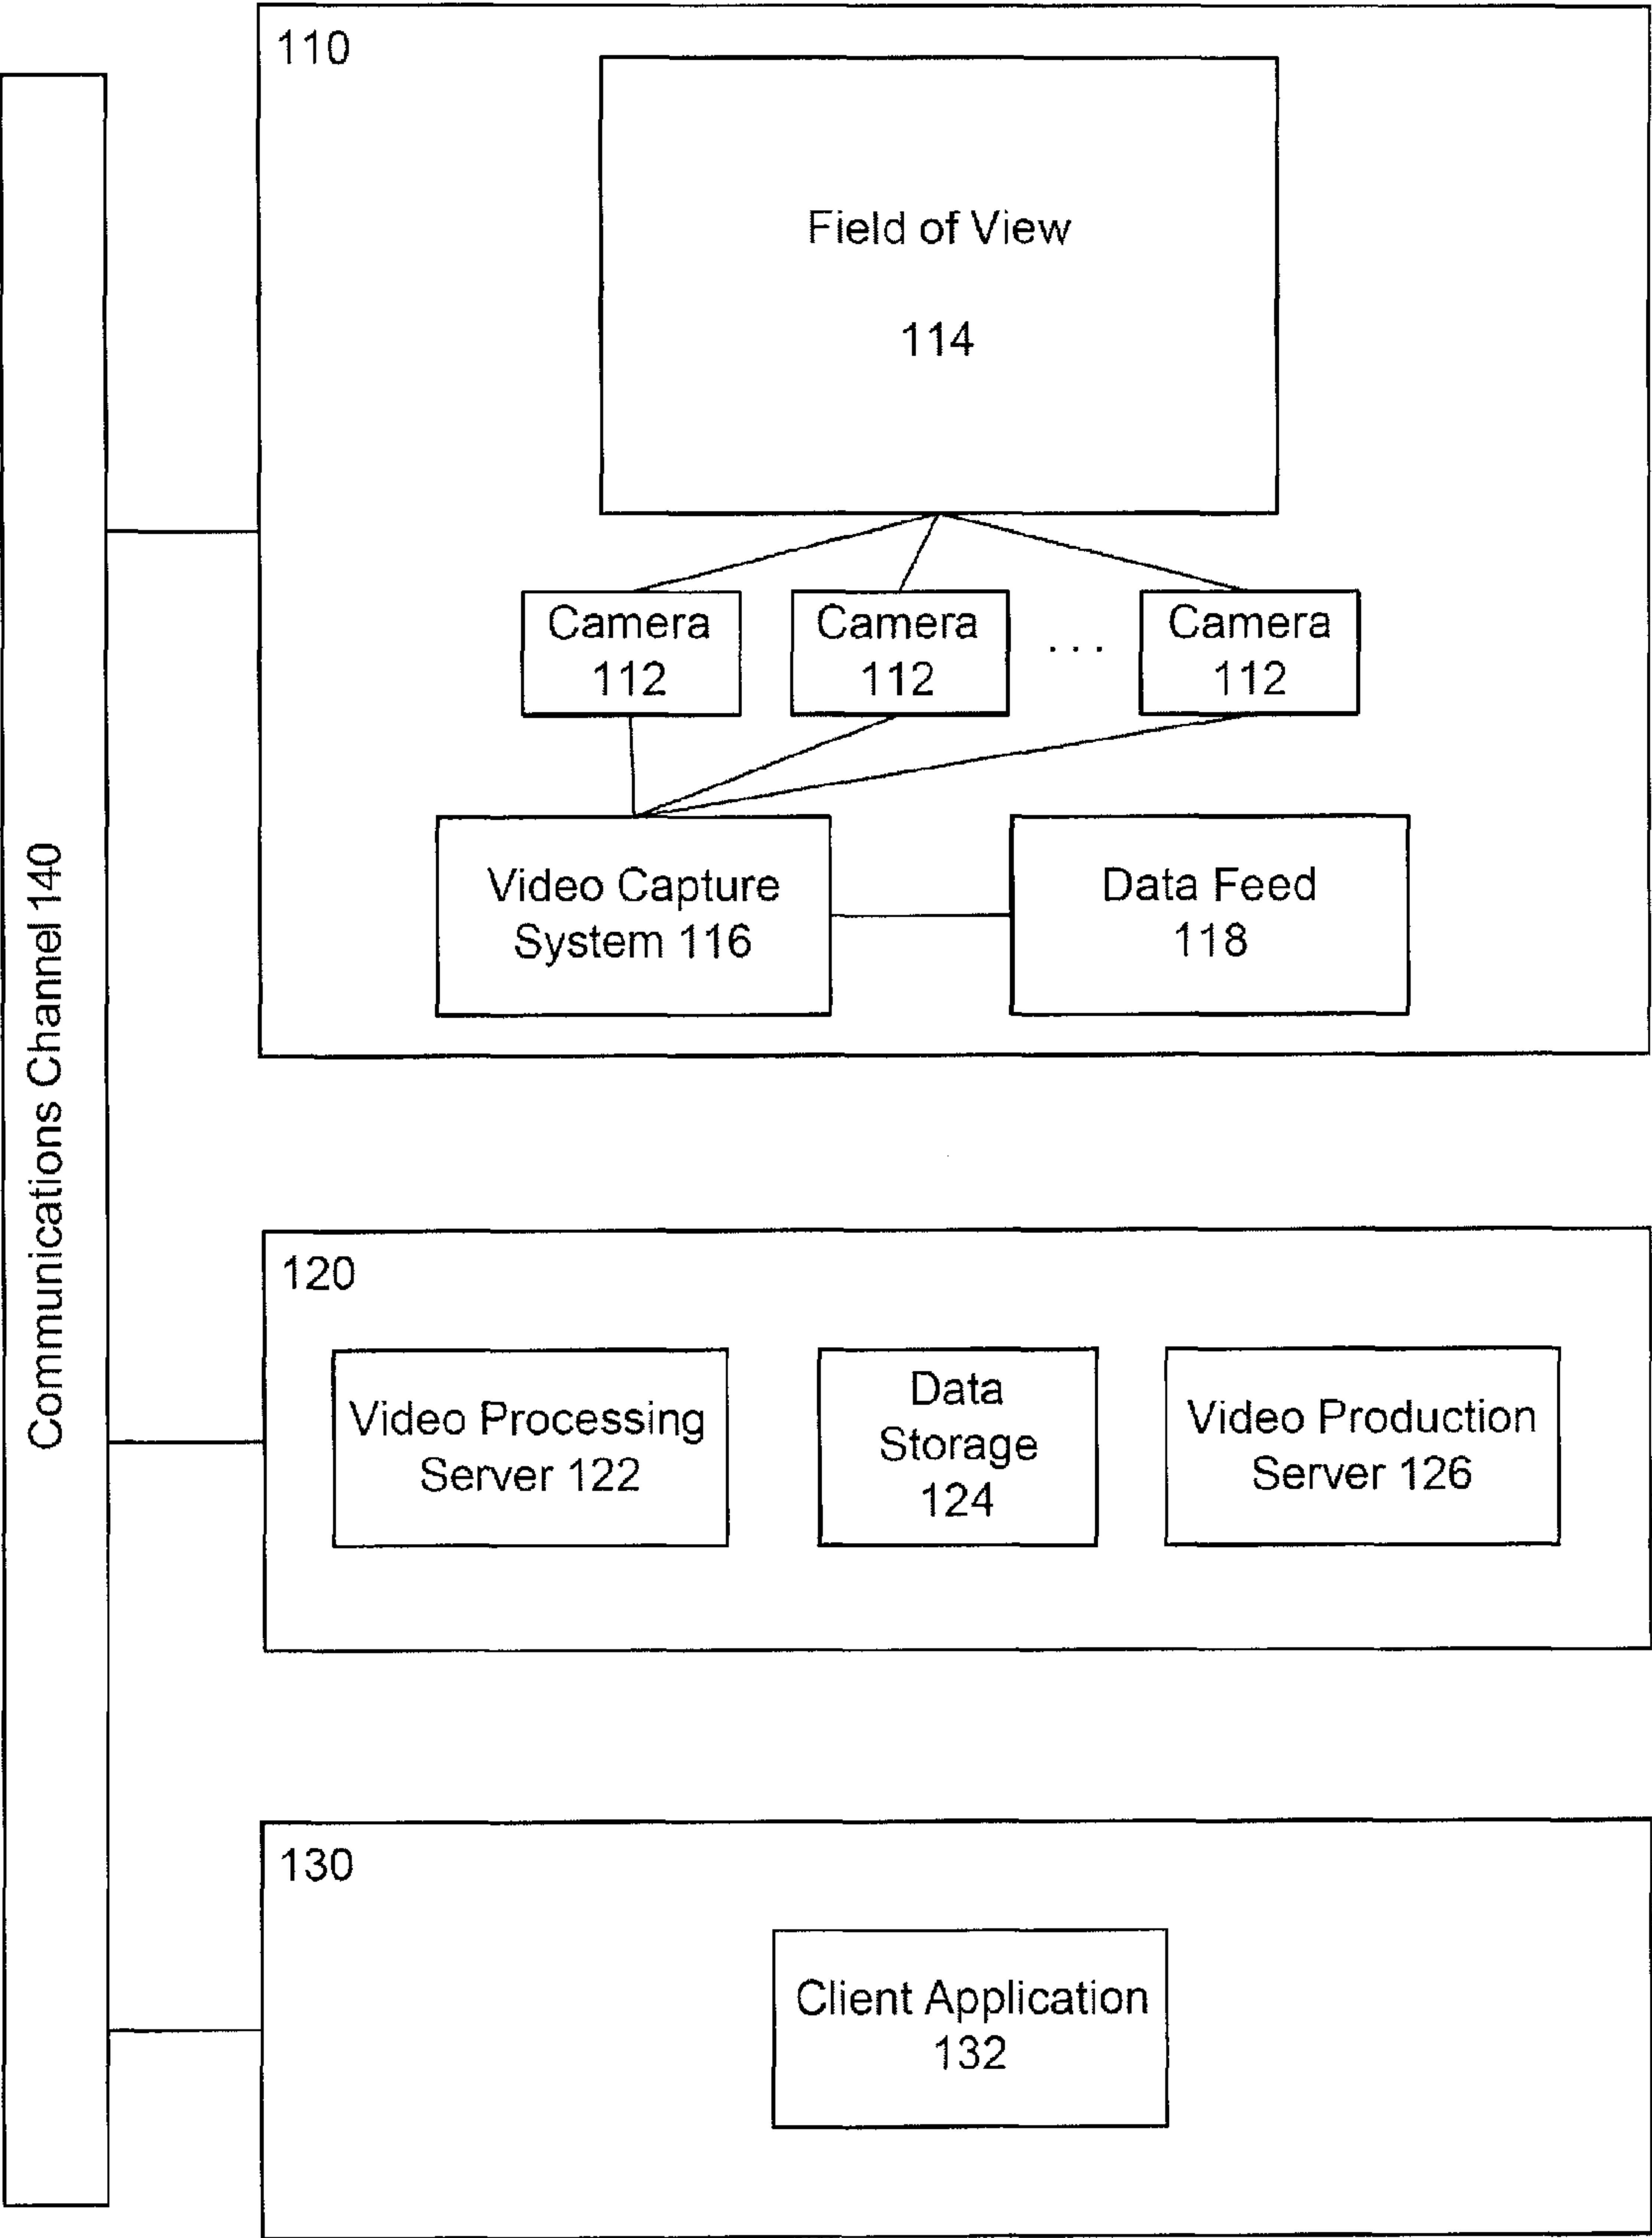 110
Field of View
114
Camera
112
Camera
112
. . .
Camera
112
Video Capture
System 116
Data Feed
118
Communications Channel 140
120
Video Processing
Server 122
Data
Storage
124
Video Production
Server 126
130
Client Application
132